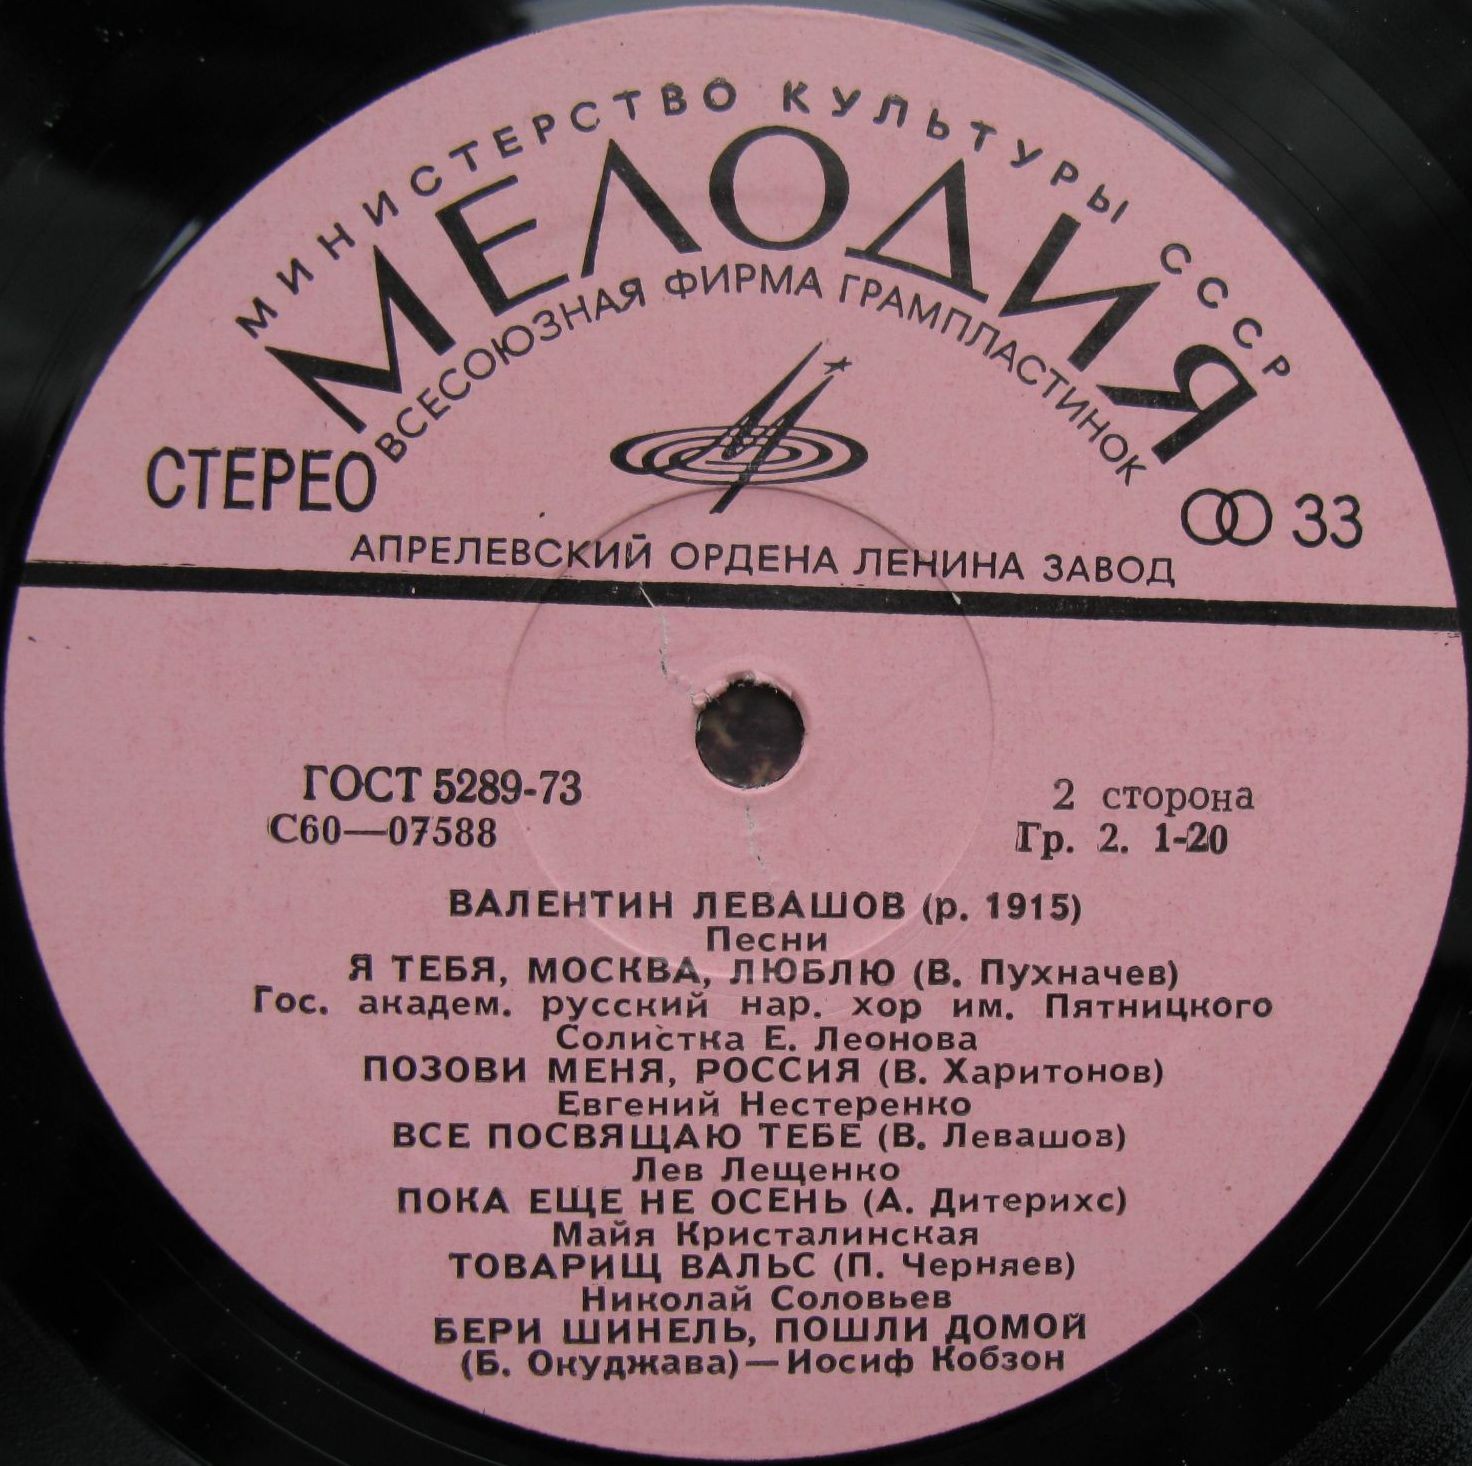 МИНИСТЕРСТВО КУЛЬТУРЫ СССР
МЕЛОДИЯ
ВСЕСОЮЗНАЯ ФИРМА ГРАМПЛАСТИНОК
СТЕРЕО
33
АПРЕЛЕВСКИЙ ОРДЕНА ЛЕНИНА ЗАВОД
ГОСТ 5289-73
2 сторона
С60—07588
Гр. 2. 1-20
ВАЛЕНТИН ЛЕВАШОВ (р. 1915)
Песни
Я ТЕБЯ, МОСКВА, ЛЮБЛЮ (В. Пухначев)
Гос. академ. русский нар. хор им. Пятницкого
Солистка Е. Леонова
ПОЗОВИ МЕНЯ, РОССИЯ (В. Харитонов)
Евгений Нестеренко
ВСЕ ПОСВЯЩАЮ ТЕБЕ (В. Левашов)
Лев Лещенко
ПОКА ЕЩЕ НЕ ОСЕНЬ (А. Дитерихс)
Майя Кристалинская
ТОВАРИЩ ВАЛЬС (П. Черняев)
Николай Соловьев
БЕРИ ШИНЕЛЬ, ПОШЛИ ДОМОЙ
(Б. Окуджава)—Иосиф Кобзон